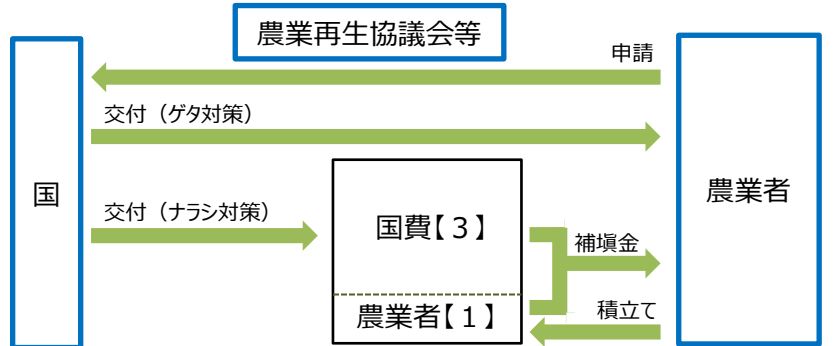 農業再生協議会等
申請
交付（ゲタ対策）
国
農業者
交付（ナラシ対策）
国費【３】
補塡金
農業者【１】
積立て